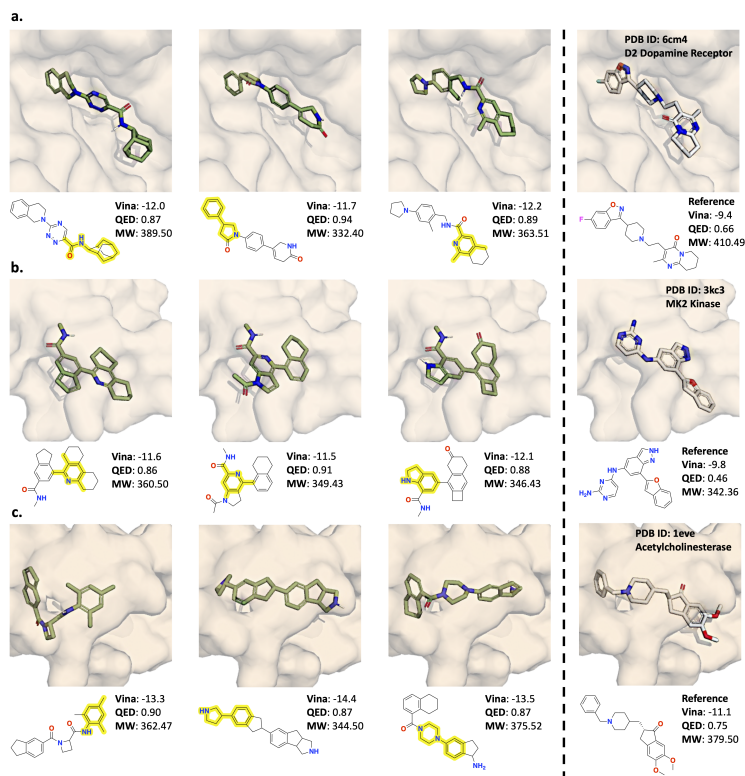 a.
PDB ID: 6cm4
D2 Dopamine Receptor
Vina: -12.0
QED: 0.87
MW: 389.50
Vina: -11.7
QED: 0.94
MW: 332.40
Vina: -12.2
QED: 0.89
MW: 363.51
Reference
Vina: -9.4
QED: 0.66
MW: 410.49
b.
PDB ID: 3kc3
MK2 Kinase
Vina: -11.6
QED: 0.86
MW: 360.50
Vina: -11.5
QED: 0.91
MW: 349.43
Vina: -12.1
QED: 0.88
MW: 346.43
Reference
Vina: -9.8
QED: 0.46
MW: 342.36
c.
PDB ID: 1eve
Acetylcholinesterase
Vina: -13.3
QED: 0.90
MW: 362.47
Vina: -14.4
QED: 0.87
MW: 344.50
Vina: -13.5
QED: 0.87
MW: 375.52
Reference
Vina: -11.1
QED: 0.75
MW: 379.50